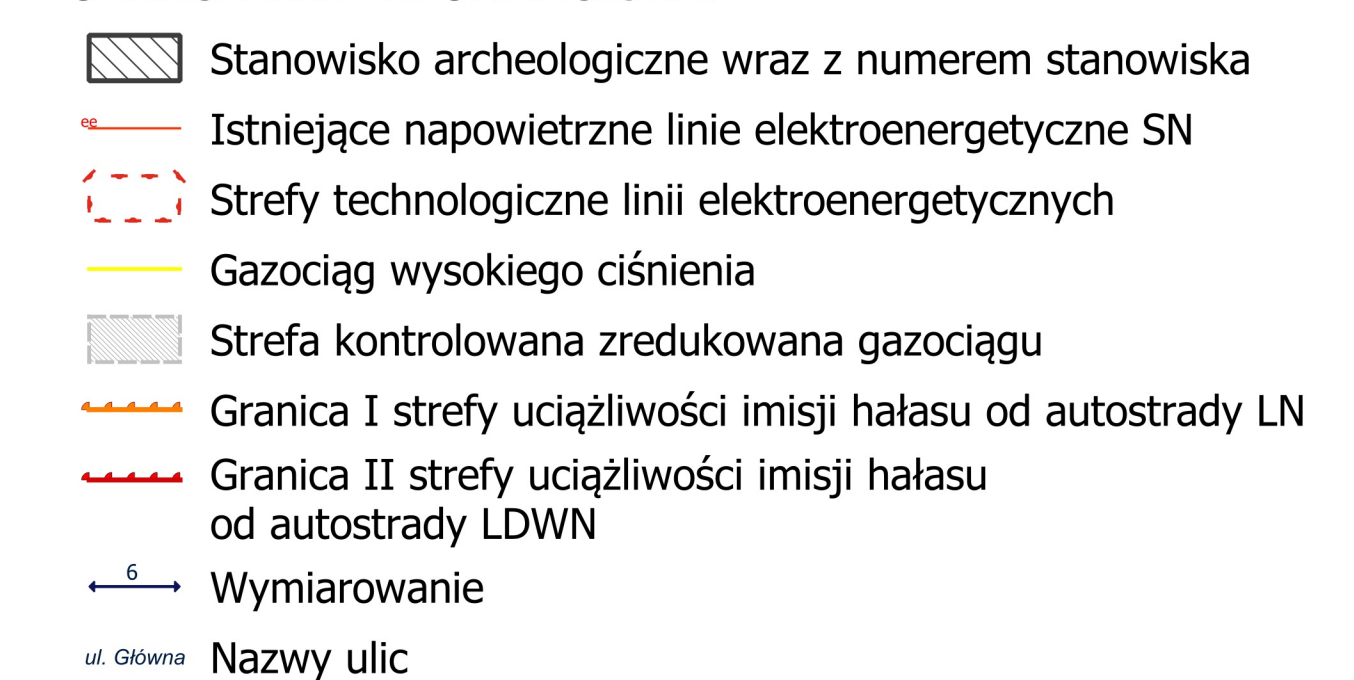 Stanowisko archeologiczne wraz z numerem stanowiska
ee
Istniejące napowietrzne linie elektroenergetyczne SN
Strefy technologiczne linii elektroenergetycznych
Gazociąg wysokiego ciśnienia
Strefa kontrolowana zredukowana gazociągu
Granica I strefy uciążliwości imisji hałasu od autostrady LN
Granica II strefy uciążliwości imisji hałasu
od autostrady LDWN
6
Wymiarowanie
ul. Główna Nazwy ulic